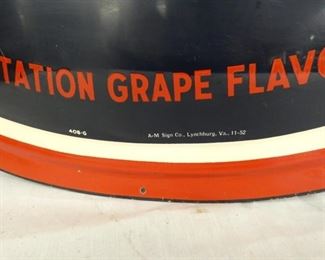 TATION GRAPE FLAVO
408-G A-M Sign Co., Lynchburg, Va., 11-52